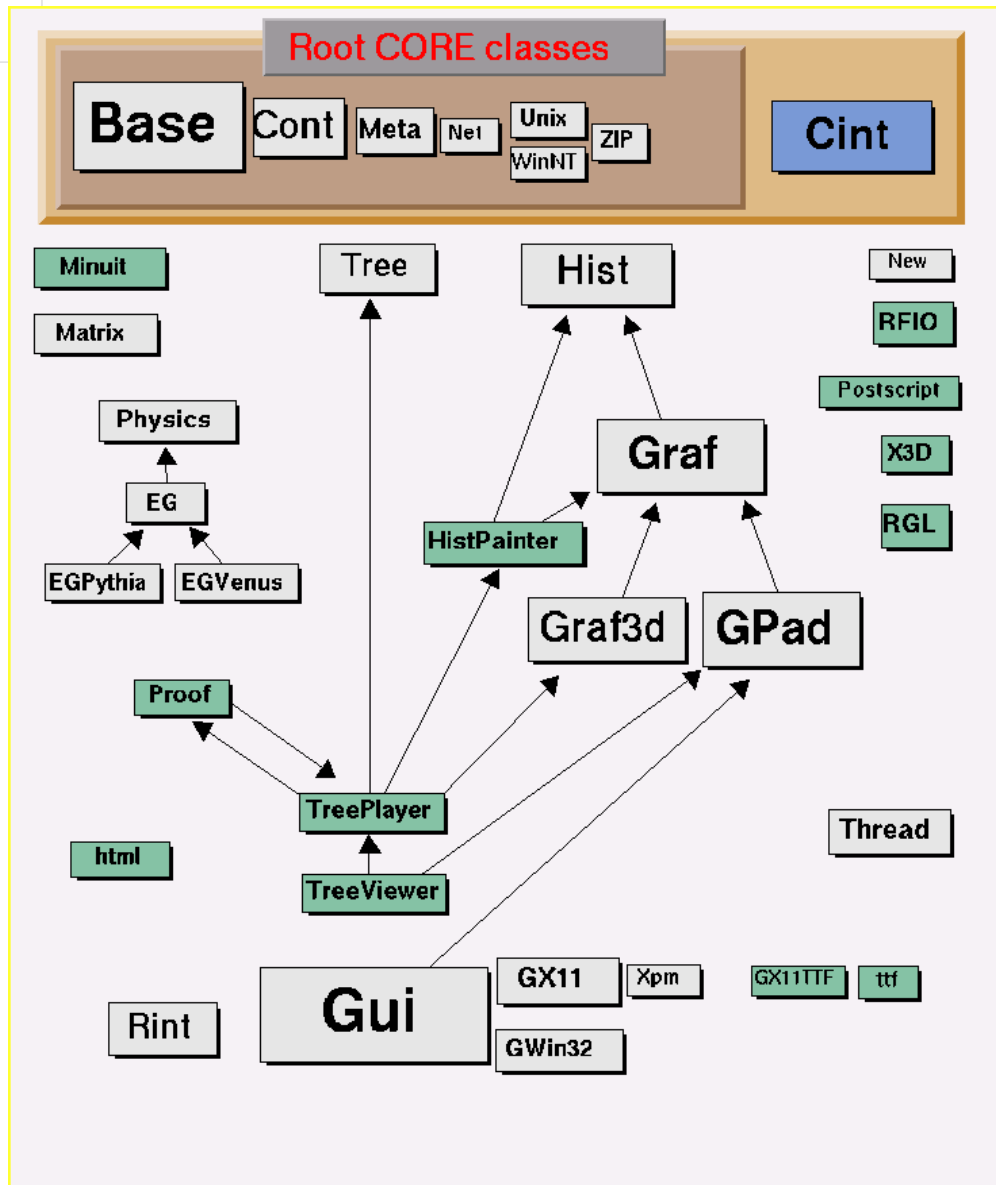 Root CORE classes
Base
Cont
Meta
Net
Unix
WinNT
ZIP
Cint
Minuit
Tree
Hist
New
Matrix
RFIO
Postscript
Physics
Graf
X3D
EG
HistPainter
RGL
EGPythia
EGVenus
Graf3d
GPad
Proof
TreePlayer
Thread
html
TreeViewer
Gui
GX11
Xpm
GX11TTF
ttf
Rint
GWin32